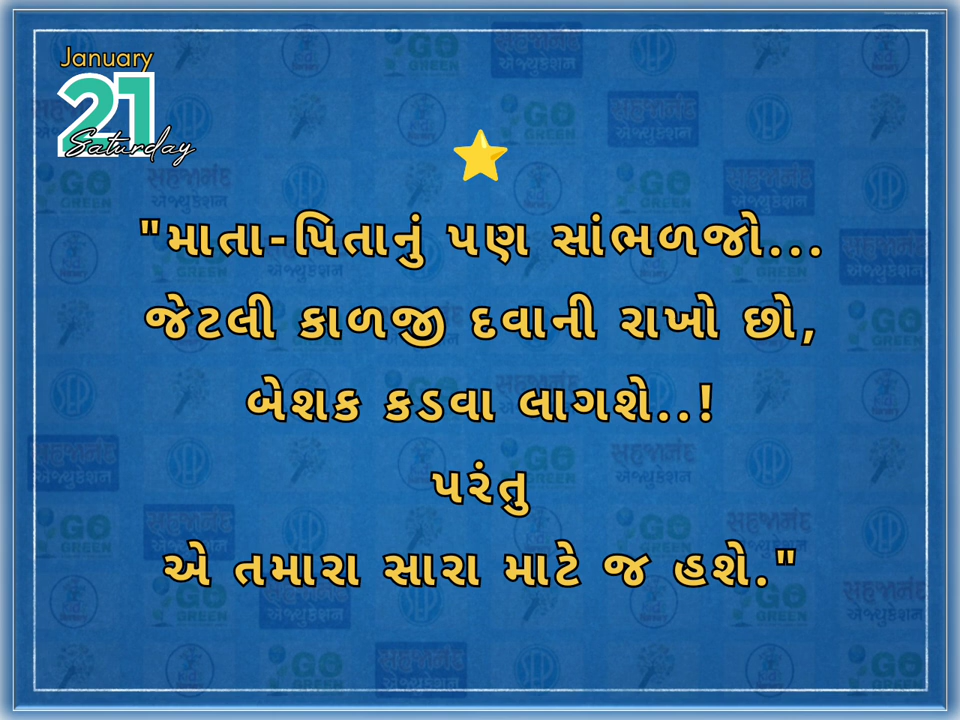 January
21
Saturday
"માતા-પિતાનું પણ સાંભળજો...
જેટલી કાળજી દવાની રાખો છો,
બેશક કડવા લાગશે..!
પરંતુ
એ તમારા સારા માટે જ હશે."